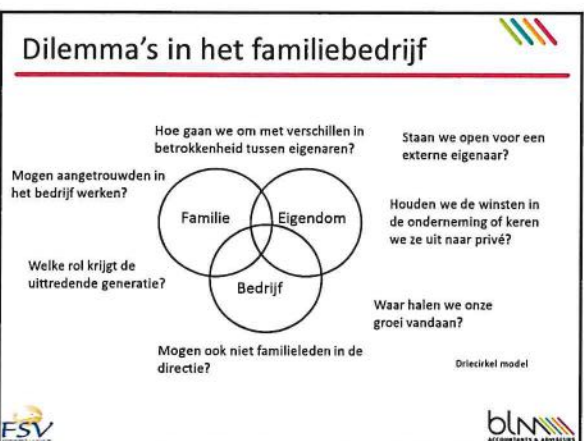 Dilemma's in het familiebedrijf
Hoe gaan we om met verschillen in
betrokkenheid tussen eigenaren?
Staan we open voor een
externe eigenaar?
Mogen aangetrouwden in
het bedrijf werken?
Familie
Eigendom
Houden we de winsten in
de onderneming of keren
we ze uit naar privé?
Welke rol krijgt de
uittredende generatie?
Bedrijf
Waar halen we onze
groei vandaan?
Mogen ook niet familieleden in de
directie?
Driecirkel model
FSV
blm
ACCOUNTANTS & ADVISEURS